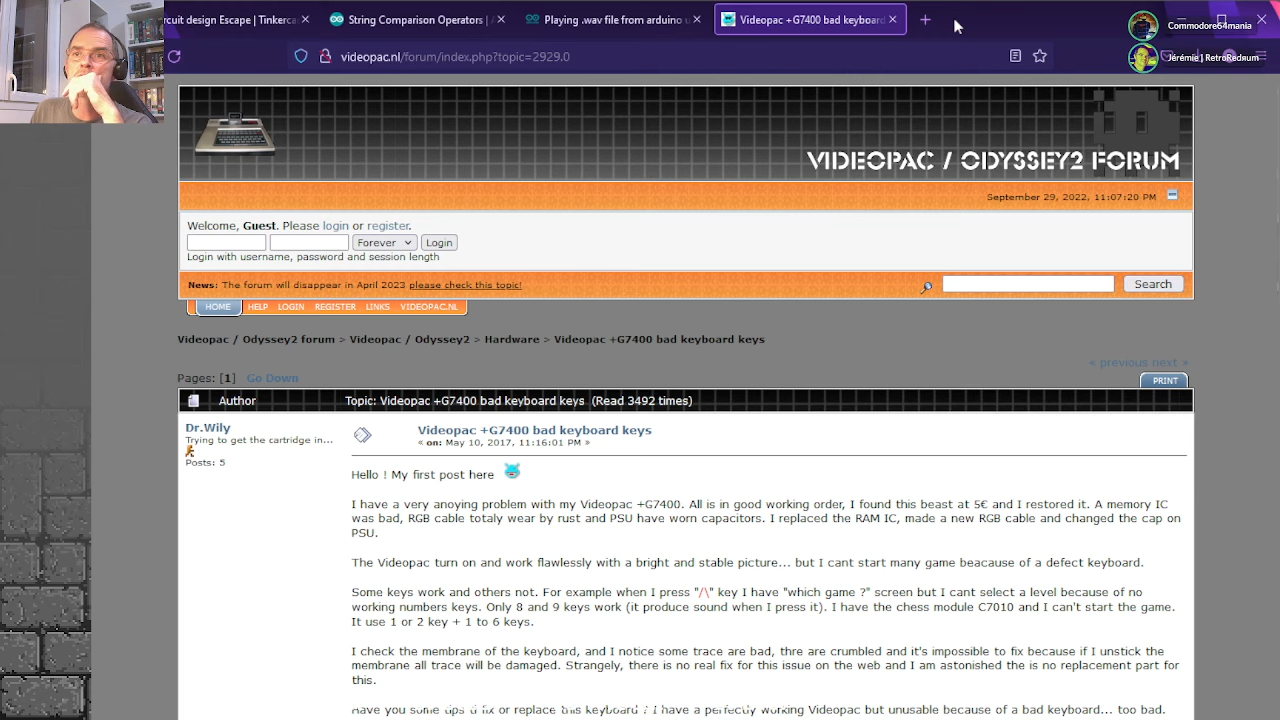 rcuit design Escape | Tinkerca
String Comparison Operators | A
Playing .wav file from arduino u
Videopac +G7400 bad keyboard
Commodore64mania
videopac.nl/forum/index.php?topic=2929.0
Jérémie | RetroRedrum
VIDEOPAC / ODYSSEY2 FORUM
September 29, 2022, 11:07:20 PM
Welcome, Guest. Please login or register.
Forever
Login
Login with username, password and session length
News: The forum will disappear in April 2023 please check this topic!
Search
HOME HELP LOGIN REGISTER LINKS VIDEOPAC.NL
Videopac / Odyssey2 forum > Videopac / Odyssey2 > Hardware > Videopac +G7400 bad keyboard keys
« previous next »
Pages: [1] Go Down
PRINT
Author
Topic: Videopac +G7400 bad keyboard keys (Read 3492 times)
Dr.Wily
Trying to get the cartridge in...
Posts: 5
Videopac +G7400 bad keyboard keys
« on: May 10, 2017, 11:16:01 PM »
Hello ! My first post here
I have a very anoying problem with my Videopac +G7400. All is in good working order, I found this beast at 5€ and I restored it. A memory IC
was bad, RGB cable totaly wear by rust and PSU have worn capacitors. I replaced the RAM IC, made a new RGB cable and changed the cap on
PSU.
The Videopac turn on and work flawlessly with a bright and stable picture... but I cant start many game beacause of a defect keyboard.
Some keys work and others not. For example when I press "/\" key I have "which game ?" screen but I cant select a level because of no
working numbers keys. Only 8 and 9 keys work (it produce sound when I press it). I have the chess module C7010 and I can't start the game.
It use 1 or 2 key + 1 to 6 keys.
I check the membrane of the keyboard, and I notice some trace are bad, thre are crumbled and it's impossible to fix because if I unstick the
membrane all trace will be damaged. Strangely, there is no real fix for this issue on the web and I am astonished the is no replacement part for
this.
Have you some tips to fix or replace this keyboard ? I have a perfectly working Videopac but unusable because of a bad keyboard... too bad.